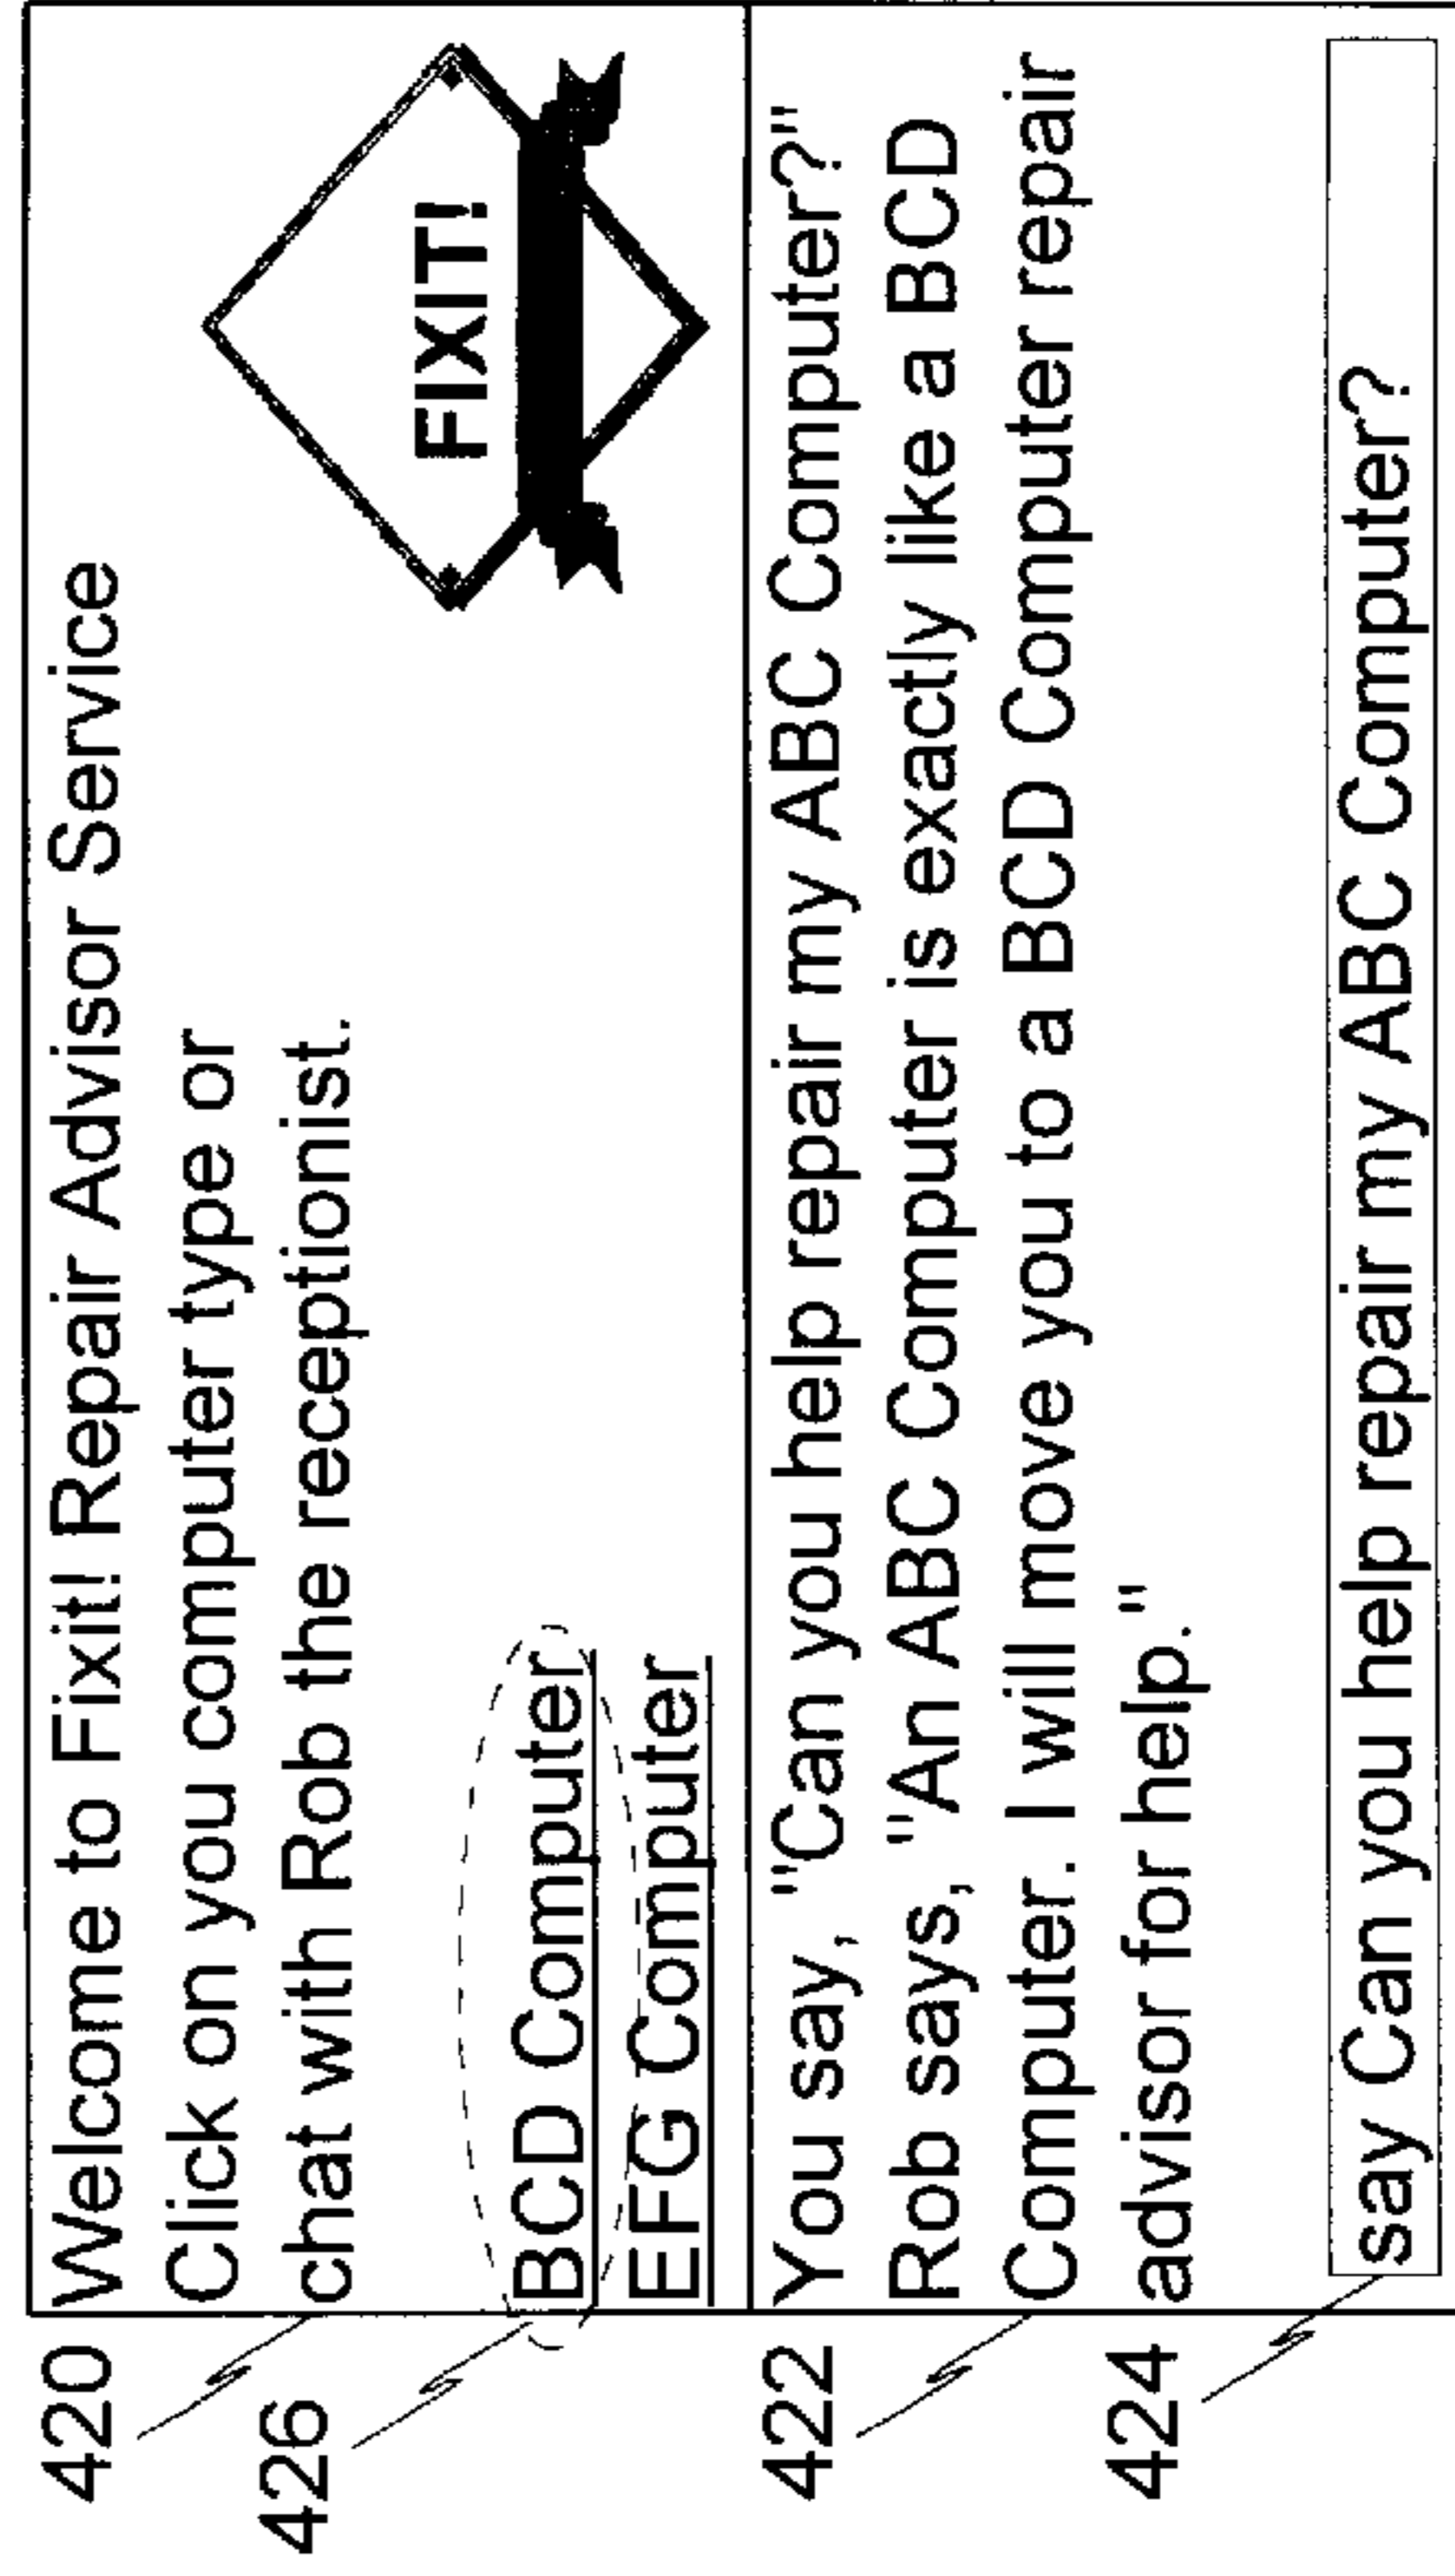 420
Welcome to Fixit! Repair Advisor Service
Click on you computer type or
chat with Rob the receptionist.
FIXIT!
426
BCD Computer
EFG Computer
422
You say, "Can you help repair my ABC Computer?"
Rob says, "An ABC Computer is exactly like a BCD
Computer. I will move you to a BCD Computer repair
advisor for help."
424
say Can you help repair my ABC Computer?